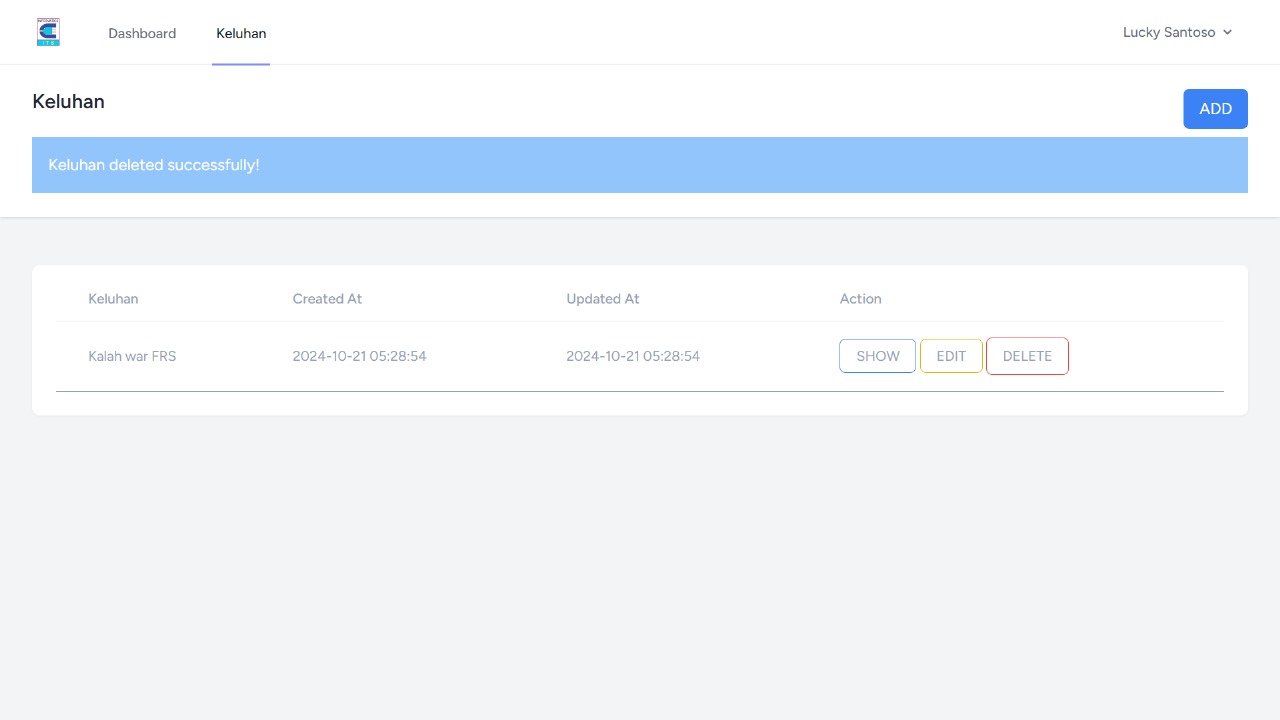 Dashboard Keluhan Lucky Santoso
Keluhan
ADD
Keluhan deleted successfully!
Keluhan Created At Updated At Action
Kalah war FRS 2024-10-21 05:28:54 2024-10-21 05:28:54 SHOW EDIT DELETE